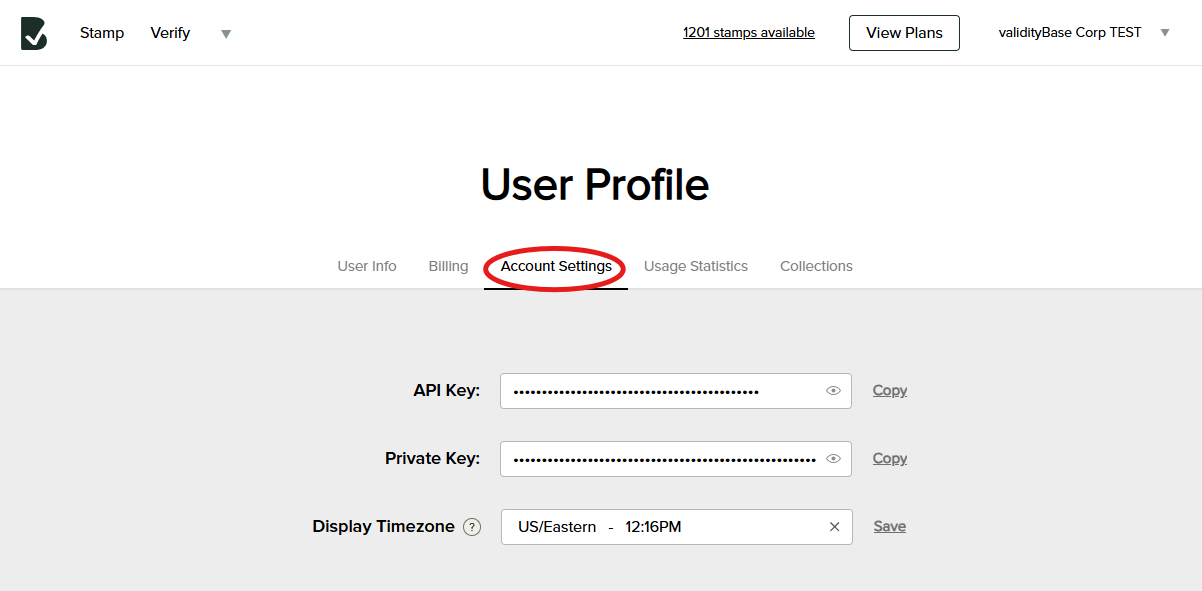 Stamp Verify 1201 stamps available View Plans validityBase Corp TEST
User Profile
User Info Billing Account Settings Usage Statistics Collections
API Key: •••••••••••••••••••••••••••••••••••••••••• Copy
Private Key: •••••••••••••••••••••••••••••••••••••••••••••••••••• Copy
Display Timezone ? US/Eastern - 12:16PM × Save